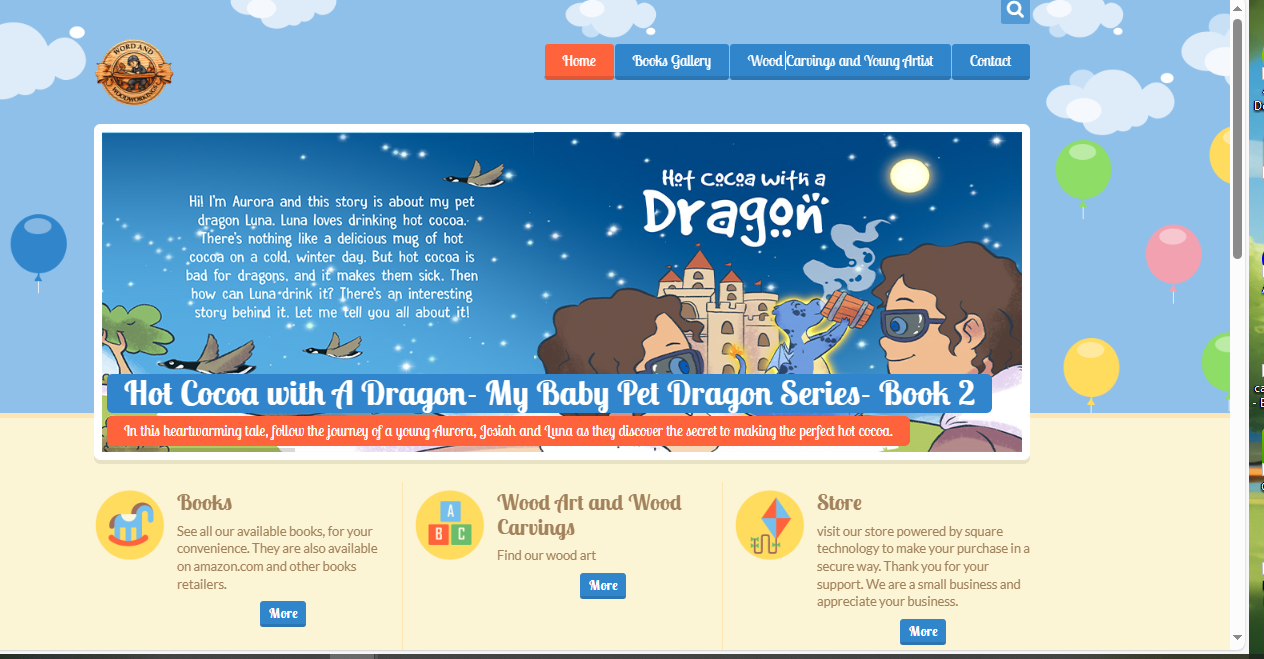 WORD AND
WOODWORKING
Home
Books Gallery
Wood Carvings and Young Artist
Contact
Hi! I'm Aurora and this story is about my pet
dragon Luna. Luna loves drinking hot cocoa.
There's nothing like a delicious mug of hot
cocoa on a cold, winter day. But hot cocoa is
bad for dragons, and it makes them sick. Then
how can Luna drink it? There's an interesting
story behind it. Let me tell you all about it!
Hot Cocoa with a
Dragon
Hot Cocoa with A Dragon- My Baby Pet Dragon Series- Book 2
In this heartwarming tale, follow the journey of a young Aurora, Josiah and Luna as they discover the secret to making the perfect hot cocoa.
Books
See all our available books, for your
convenience. They are also available
on amazon.com and other books
retailers.
More
Wood Art and Wood
Carvings
A
B C
Find our wood art
More
Store
visit our store powered by square
technology to make your purchase in a
secure way. Thank you for your
support. We are a small business and
appreciate your business.
More